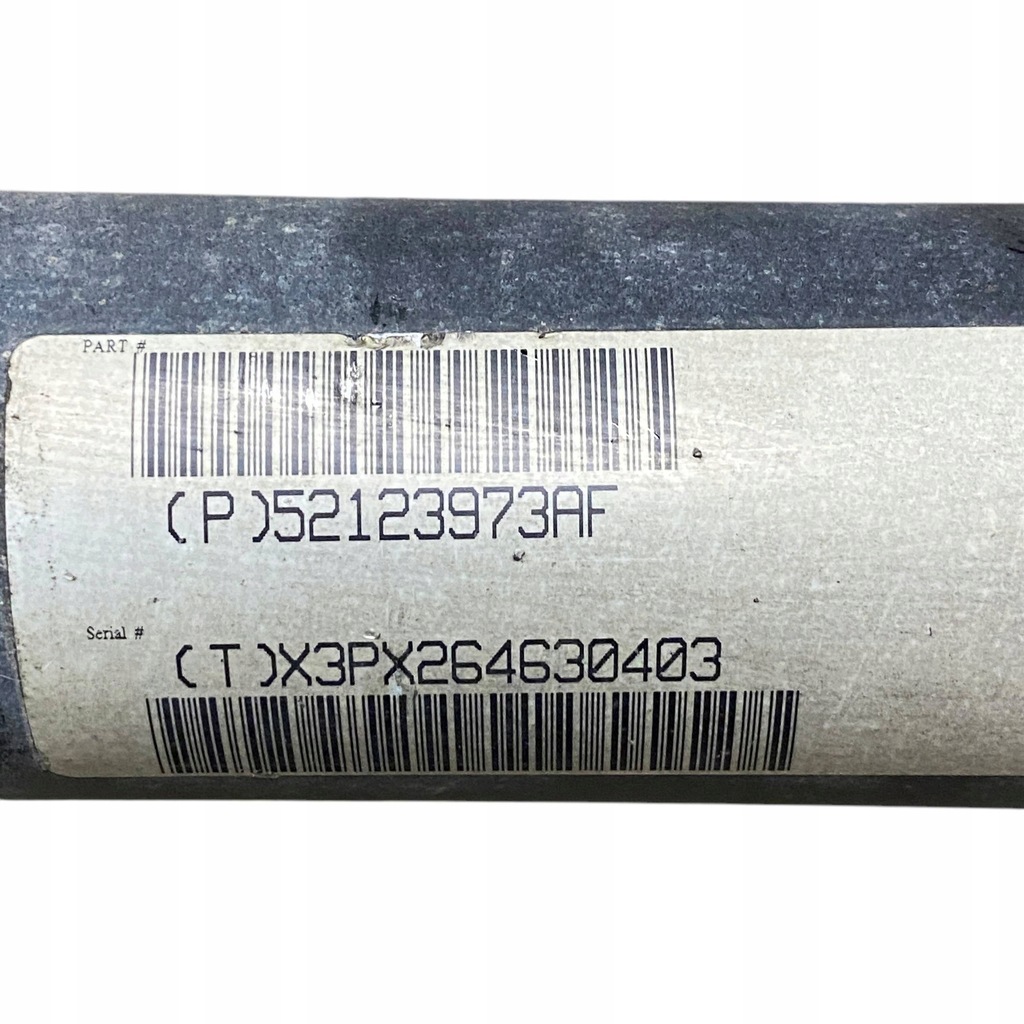 PART #
(P)52123973AF
Serial #
(T)X3PX264630403